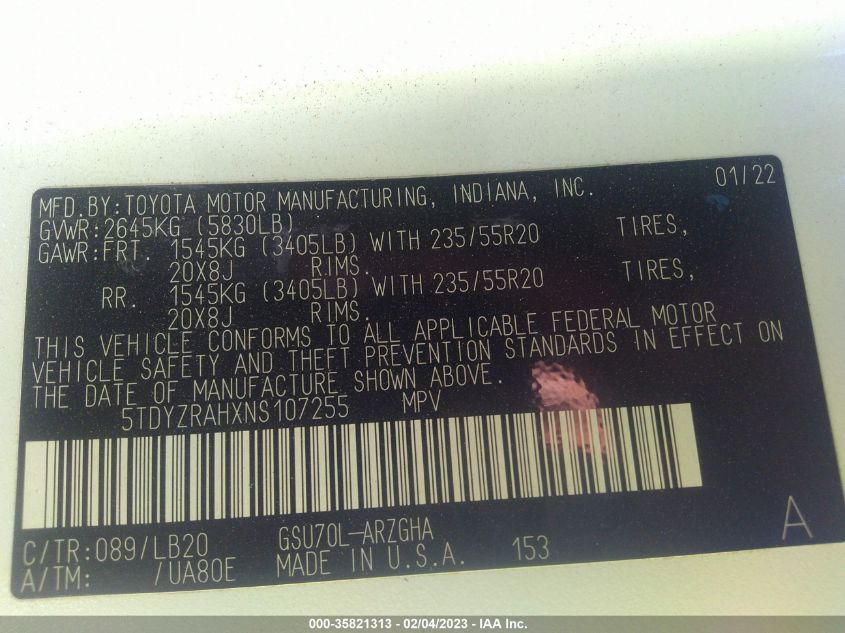 MFD.BY:TOYOTA MOTOR MANUFACTURING, INDIANA, INC. 01/22
GVWR:2645KG (5830LB)
GAWR:FRT. 1545KG (3405LB) WITH 235/55R20 TIRES,
20X8J RIMS.
RR. 1545KG (3405LB) WITH 235/55R20 TIRES,
20X8J RIMS.
THIS VEHICLE CONFORMS TO ALL APPLICABLE FEDERAL MOTOR
VEHICLE SAFETY AND THEFT PREVENTION STANDARDS IN EFFECT ON
THE DATE OF MANUFACTURE SHOWN ABOVE.
5TDYZRAHXNS107255 MPV
C/TR:089/LB20 GSU70L-ARZGHA A
A/TM: /UA80E MADE IN U.S.A. 153
000-35821313 - 02/04/2023 - IAA Inc.